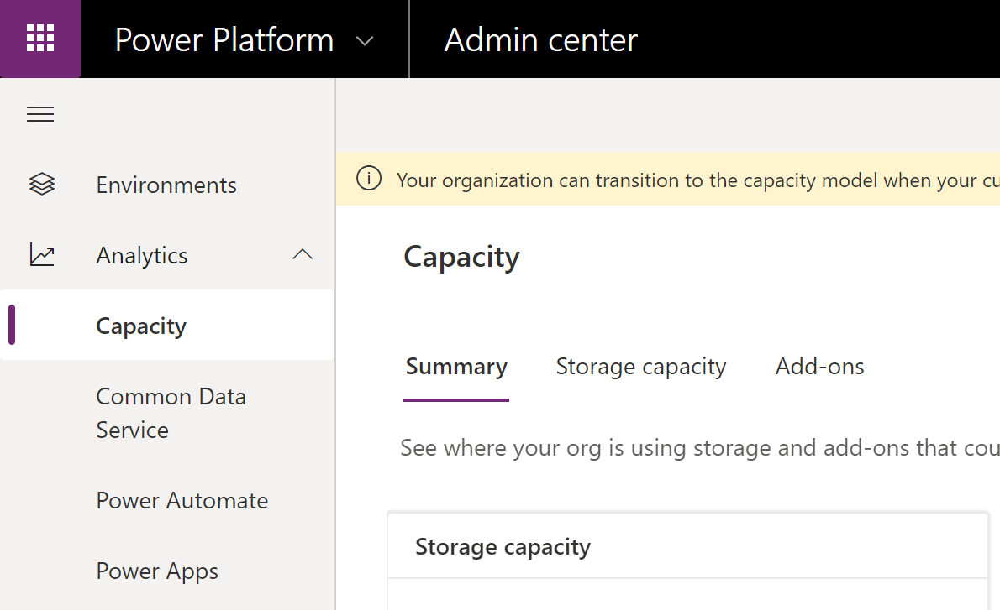 Power Platform
Admin center
Environments
Analytics
Capacity
Common Data
Service
Power Automate
Power Apps
Your organization can transition to the capacity model when your cu
Capacity
Summary
Storage capacity
Add-ons
See where your org is using storage and add-ons that cou
Storage capacity